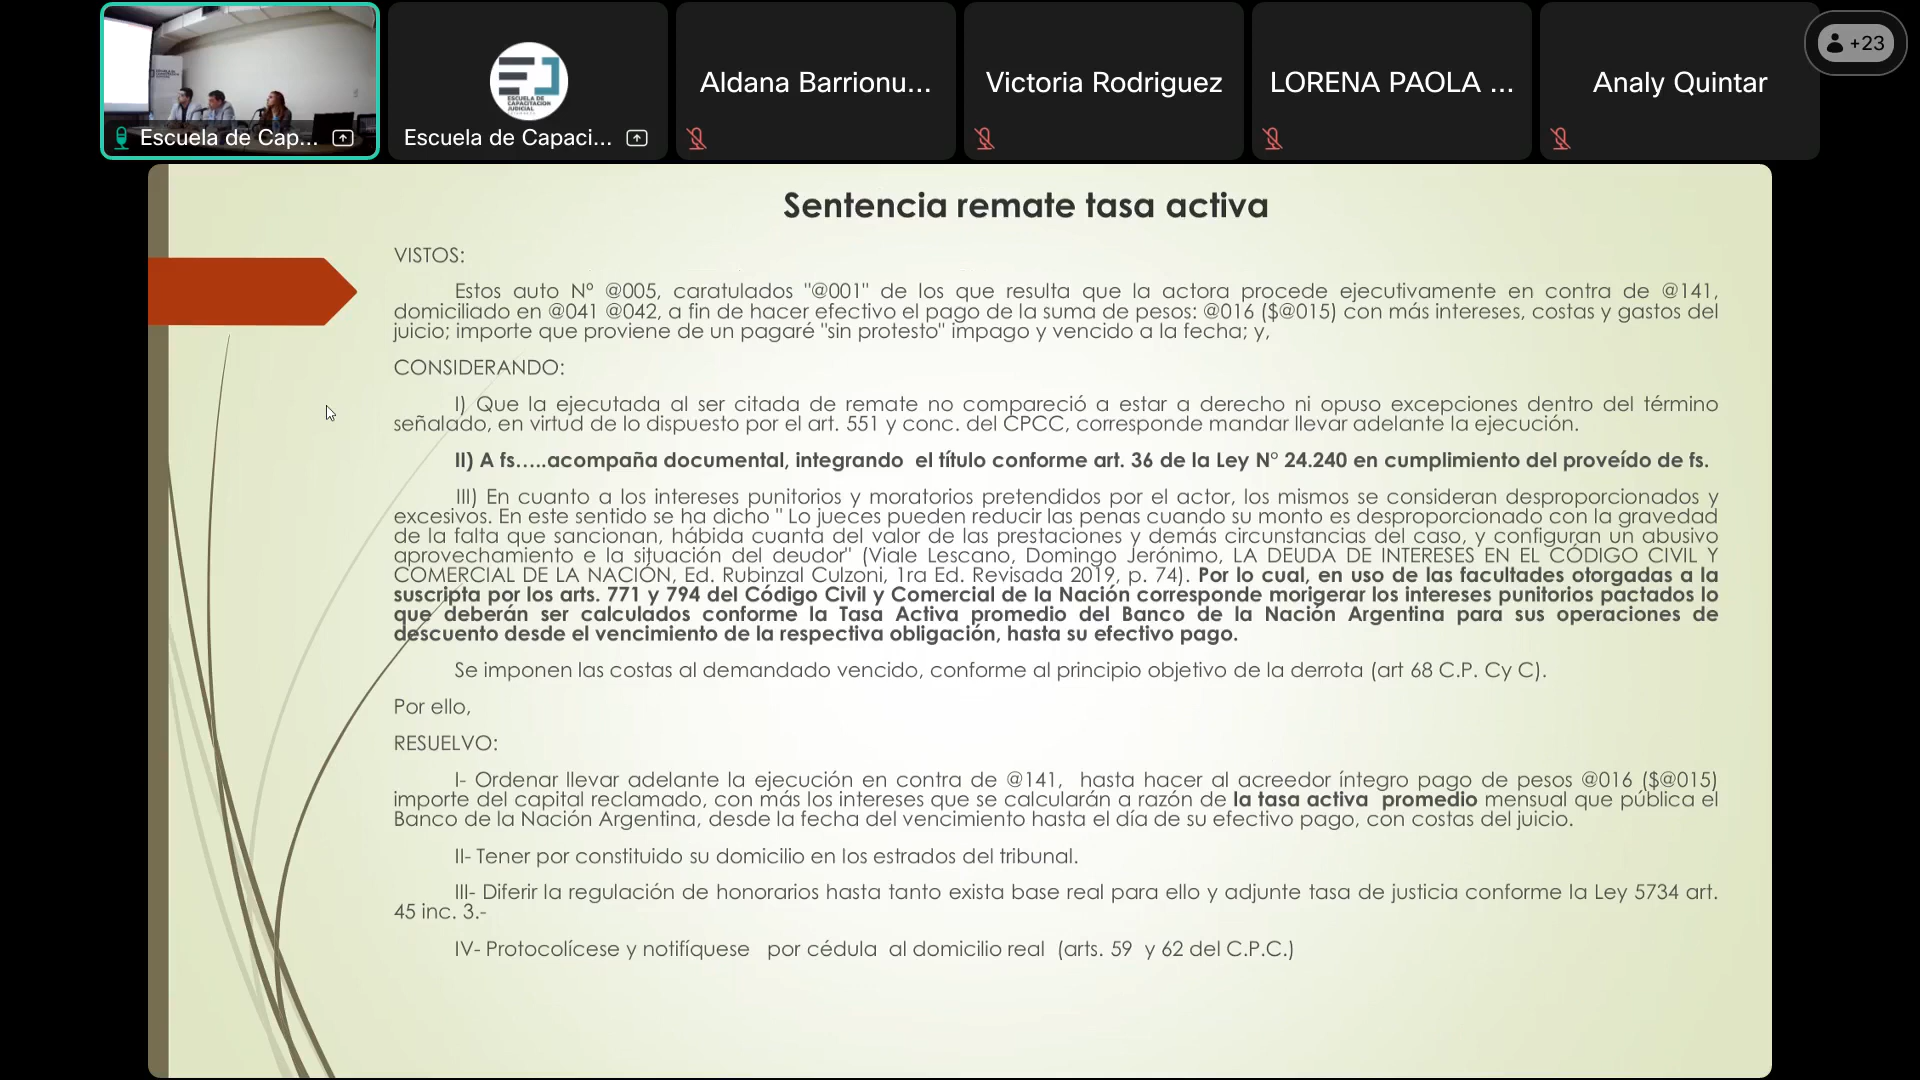 Escuela de Cap...
ESCUELA DE
CAPACITACIÓN
JUDICIAL
Escuela de Capaci...
Aldana Barrionu...
Victoria Rodriguez
LORENA PAOLA ...
Analy Quintar
+23
Sentencia remate tasa activa
VISTOS:
Estos auto Nº @005, caratulados "@001" de los que resulta que la actora procede ejecutivamente en contra de @141,
domiciliado en @041 @042, a fin de hacer efectivo el pago de la suma de pesos: @016 ($@015) con más intereses, costas y gastos del
juicio; importe que proviene de un pagaré "sin protesto" impago y vencido a la fecha; y,
CONSIDERANDO:
I) Que la ejecutada al ser citada de remate no compareció a estar a derecho ni opuso excepciones dentro del término
señalado, en virtud de lo dispuesto por el art. 551 y conc. del CPCC, corresponde mandar llevar adelante la ejecución.
II) A fs…..acompaña documental, integrando  el título conforme art. 36 de la Ley N° 24.240 en cumplimiento del proveído de fs.
III) En cuanto a los intereses punitorios y moratorios pretendidos por el actor, los mismos se consideran desproporcionados y
excesivos. En este sentido se ha dicho " Lo jueces pueden reducir las penas cuando su monto es desproporcionado con la gravedad
de la falta que sancionan, hábida cuanta del valor de las prestaciones y demás circunstancias del caso, y configuran un abusivo
aprovechamiento e la situación del deudor" (Viale Lescano, Domingo Jerónimo, LA DEUDA DE INTERESES EN EL CÓDIGO CIVIL Y
COMERCIAL DE LA NACIÓN, Ed. Rubinzal Culzoni, 1ra Ed. Revisada 2019, p. 74). Por lo cual, en uso de las facultades otorgadas a la
suscripta por los arts. 771 y 794 del Código Civil y Comercial de la Nación corresponde morigerar los intereses punitorios pactados lo
que deberán ser calculados conforme la Tasa Activa promedio del Banco de la Nación Argentina para sus operaciones de
descuento desde el vencimiento de la respectiva obligación, hasta su efectivo pago.
Se imponen las costas al demandado vencido, conforme al principio objetivo de la derrota (art 68 C.P. Cy C).
Por ello,
RESUELVO:
I- Ordenar llevar adelante la ejecución en contra de @141,  hasta hacer al acreedor íntegro pago de pesos @016 ($@015)
importe del capital reclamado, con más los intereses que se calcularán a razón de la tasa activa  promedio mensual que pública el
Banco de la Nación Argentina, desde la fecha del vencimiento hasta el día de su efectivo pago, con costas del juicio.
II- Tener por constituido su domicilio en los estrados del tribunal.
III- Diferir la regulación de honorarios hasta tanto exista base real para ello y adjunte tasa de justicia conforme la Ley 5734 art.
45 inc. 3.-
IV- Protocolícese y notifíquese   por cédula  al domicilio real  (arts. 59  y 62 del C.P.C.)